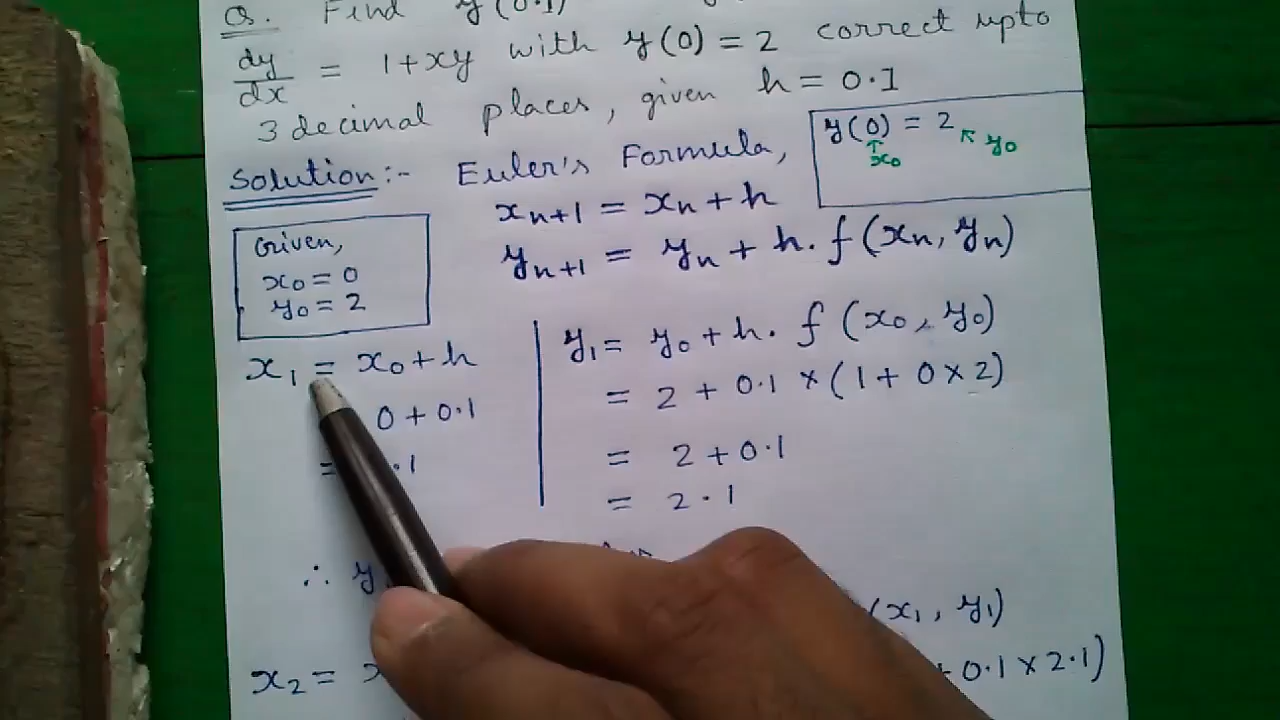 Q. Find y(0.1)
dy/dx = 1+xy with y(0) = 2 correct upto
3 decimal places, given h = 0.1
y(0) = 2
x0
y0
Solution:- Euler's Formula,
xn+1 = xn + h
yn+1 = yn + h. f(xn, yn)
Given,
x0 = 0
y0 = 2
x1 = x0 + h
0 + 0.1
= .1
y1 = y0 + h. f(x0, y0)
= 2 + 0.1 × (1 + 0 × 2)
= 2 + 0.1
= 2.1
∴ y
(x1, y1)
x2 =
+ 0.1 × 2.1)